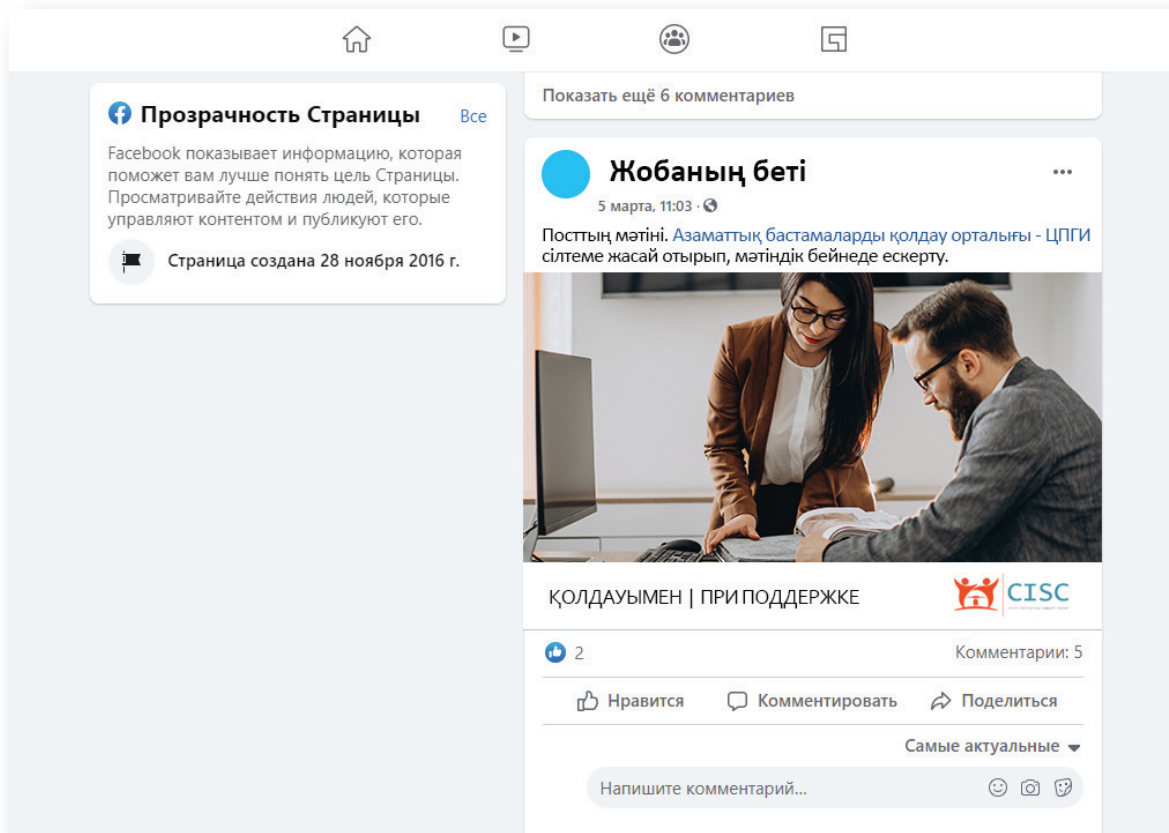 Прозрачность Страницы
Все
Facebook показывает информацию, которая
поможет вам лучше понять цель Страницы.
Просматривайте действия людей, которые
управляют контентом и публикуют его.
Страница создана 28 ноября 2016 г.
Показать ещё 6 комментариев
Жобаның беті
5 марта, 11:03 ·
Посттың мәтіні. Азаматтық бастамаларды қолдау орталығы - ЦПГИ
сілтеме жасай отырып, мәтіндік бейнеде ескерту.
ҚОЛДАУЫМЕН | ПРИ ПОДДЕРЖКЕ
CISC
2
Комментарии: 5
Нравится
Комментировать
Поделиться
Самые актуальные
Напишите комментарий...